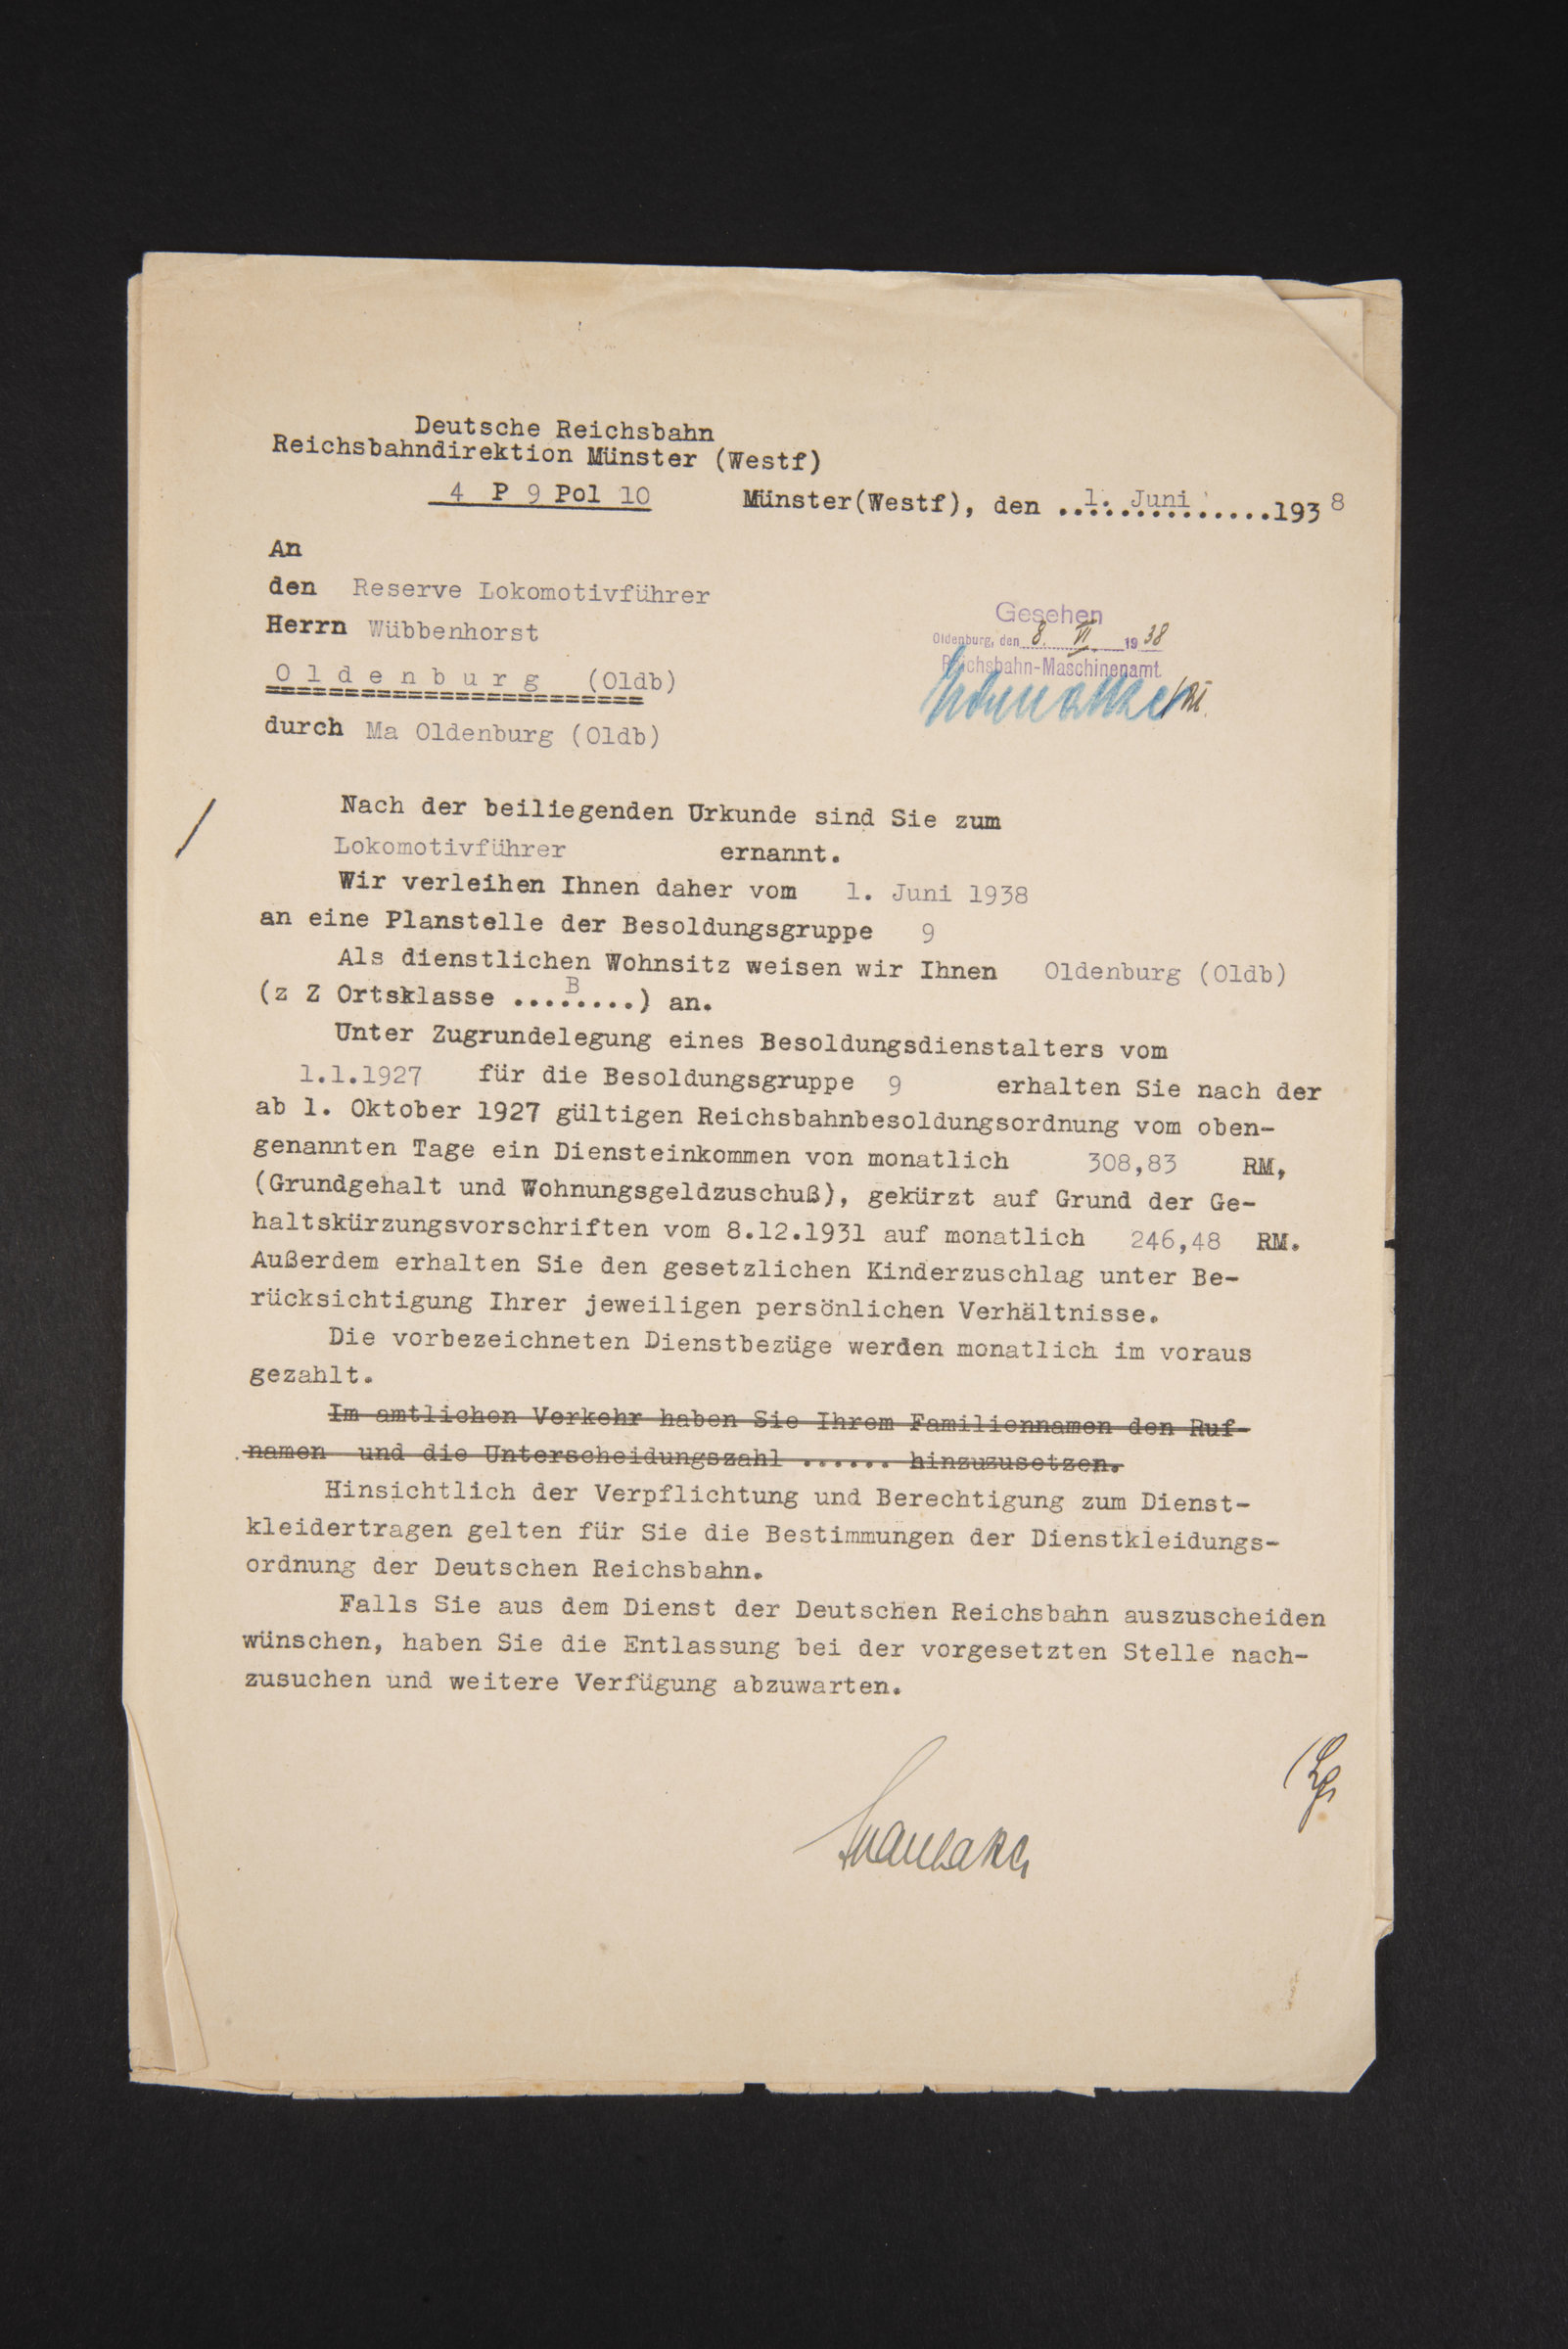 Deutsche Reichsbahn
Reichsbahndirektion Münster (Westf)
4 P 9 Pol 10
Münster(Westf), den ..1. Juni..........193 8
An
den Reserve Lokomotivführer
Herrn Wübbenhorst
O l d e n b u r g (Oldb)
durch Ma Oldenburg (Oldb)
Gesehen
Oldenburg, den 8. VI. 19 38
Reichsbahn-Maschinenamt
Nach der beiliegenden Urkunde sind Sie zum
Lokomotivführer ernannt.
Wir verleihen Ihnen daher vom 1. Juni 1938
an eine Planstelle der Besoldungsgruppe 9
Als dienstlichen Wohnsitz weisen wir Ihnen Oldenburg (Oldb)
(z Z Ortsklasse ....B....) an.
Unter Zugrundelegung eines Besoldungsdienstalters vom
1.1.1927 für die Besoldungsgruppe 9 erhalten Sie nach der
ab 1. Oktober 1927 gültigen Reichsbahnbesoldungsordnung vom oben-
genannten Tage ein Diensteinkommen von monatlich 308,83 RM,
(Grundgehalt und Wohnungsgeldzuschuß), gekürzt auf Grund der Ge-
haltskürzungsvorschriften vom 8.12.1931 auf monatlich 246,48 RM.
Außerdem erhalten Sie den gesetzlichen Kinderzuschlag unter Be-
rücksichtigung Ihrer jeweiligen persönlichen Verhältnisse.
Die vorbezeichneten Dienstbezüge werden monatlich im voraus
gezahlt.
Im amtlichen Verkehr haben Sie Ihrem Familiennamen den Ruf-
namen und die Unterscheidungszahl ...... hinzuzusetzen.
Hinsichtlich der Verpflichtung und Berechtigung zum Dienst-
kleidertragen gelten für Sie die Bestimmungen der Dienstkleidungs-
ordnung der Deutschen Reichsbahn.
Falls Sie aus dem Dienst der Deutschen Reichsbahn auszuscheiden
wünschen, haben Sie die Entlassung bei der vorgesetzten Stelle nach-
zusuchen und weitere Verfügung abzuwarten.